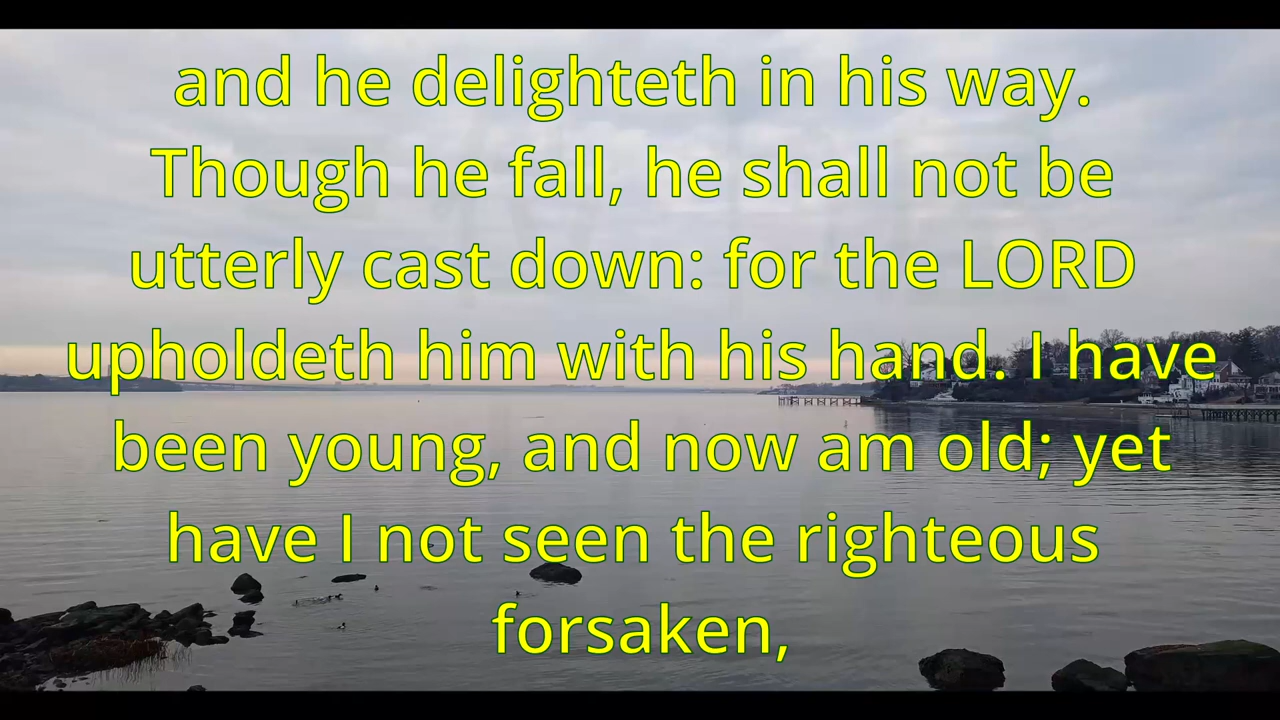 and he delighteth in his way.
Though he fall, he shall not be
utterly cast down: for the LORD
upholdeth him with his hand. I have
been young, and now am old; yet
have I not seen the righteous
forsaken,